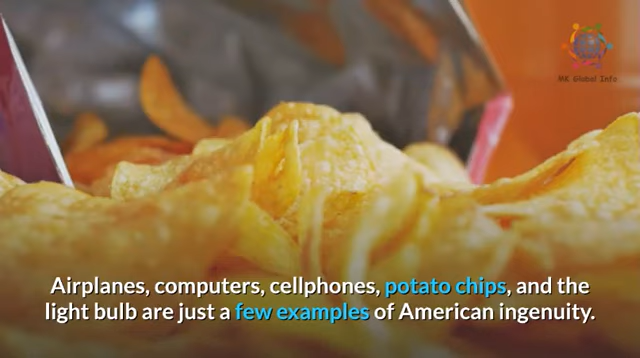 MK Global Info
Airplanes, computers, cellphones, potato chips, and the
light bulb are just a few examples of American ingenuity.